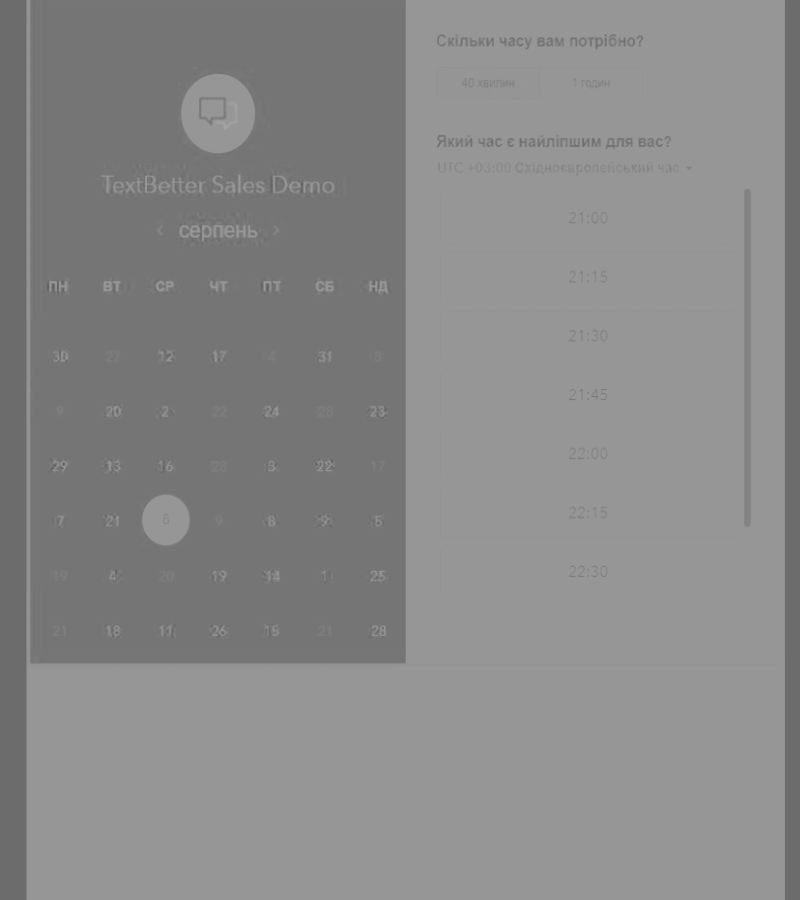 TextBetter Sales Demo
серпень
ПН ВТ СР ЧТ ПТ СБ НД
30 27 12 17 4 31 8
9 20 2 22 24 28 23
29 13 16 28 3 22 17
7 21 6 9 8 9 5
19 4 20 19 14 1 25
21 18 11 26 15 21 28
Скільки часу вам потрібно?
40 хвилин 1 годин
Який час є найліпшим для вас?
UTC +03:00 Східноєвропейський час
21:00
21:15
21:30
21:45
22:00
22:15
22:30